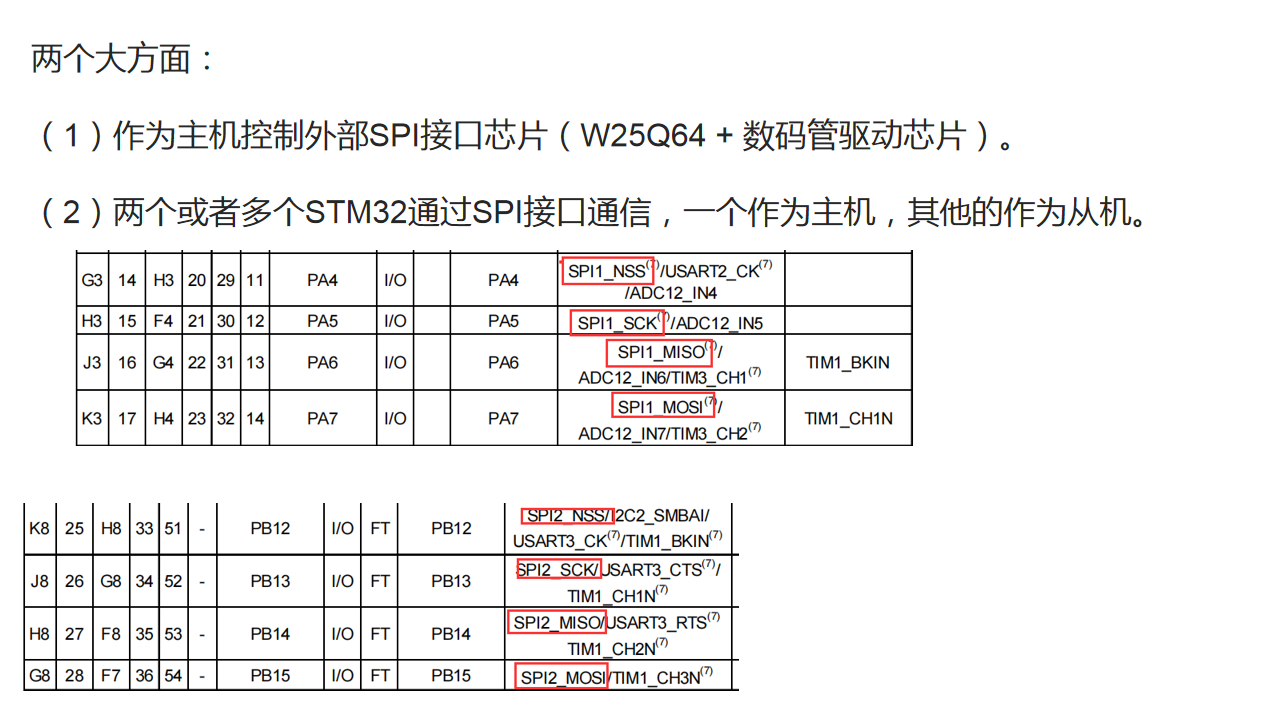 两个大方面：
（1）作为主机控制外部SPI接口芯片（W25Q64 + 数码管驱动芯片）。
（2）两个或者多个STM32通过SPI接口通信，一个作为主机，其他的作为从机。
G3 14 H3 20 29 11 PA4 I/O PA4 SPI1_NSS(7)/USART2_CK(7)
/ADC12_IN4
H3 15 F4 21 30 12 PA5 I/O PA5 SPI1_SCK(7)/ADC12_IN5
J3 16 G4 22 31 13 PA6 I/O PA6 SPI1_MISO(7)/
ADC12_IN6/TIM3_CH1(7) TIM1_BKIN
K3 17 H4 23 32 14 PA7 I/O PA7 SPI1_MOSI(7)/
ADC12_IN7/TIM3_CH2(7) TIM1_CH1N
K8 25 H8 33 51 - PB12 I/O FT PB12 SPI2_NSS/I2C2_SMBAI/
USART3_CK(7)/TIM1_BKIN(7)
J8 26 G8 34 52 - PB13 I/O FT PB13 SPI2_SCK/USART3_CTS(7)/
TIM1_CH1N(7)
H8 27 F8 35 53 - PB14 I/O FT PB14 SPI2_MISO/USART3_RTS(7)
TIM1_CH2N(7)
G8 28 F7 36 54 - PB15 I/O FT PB15 SPI2_MOSI/TIM1_CH3N(7)